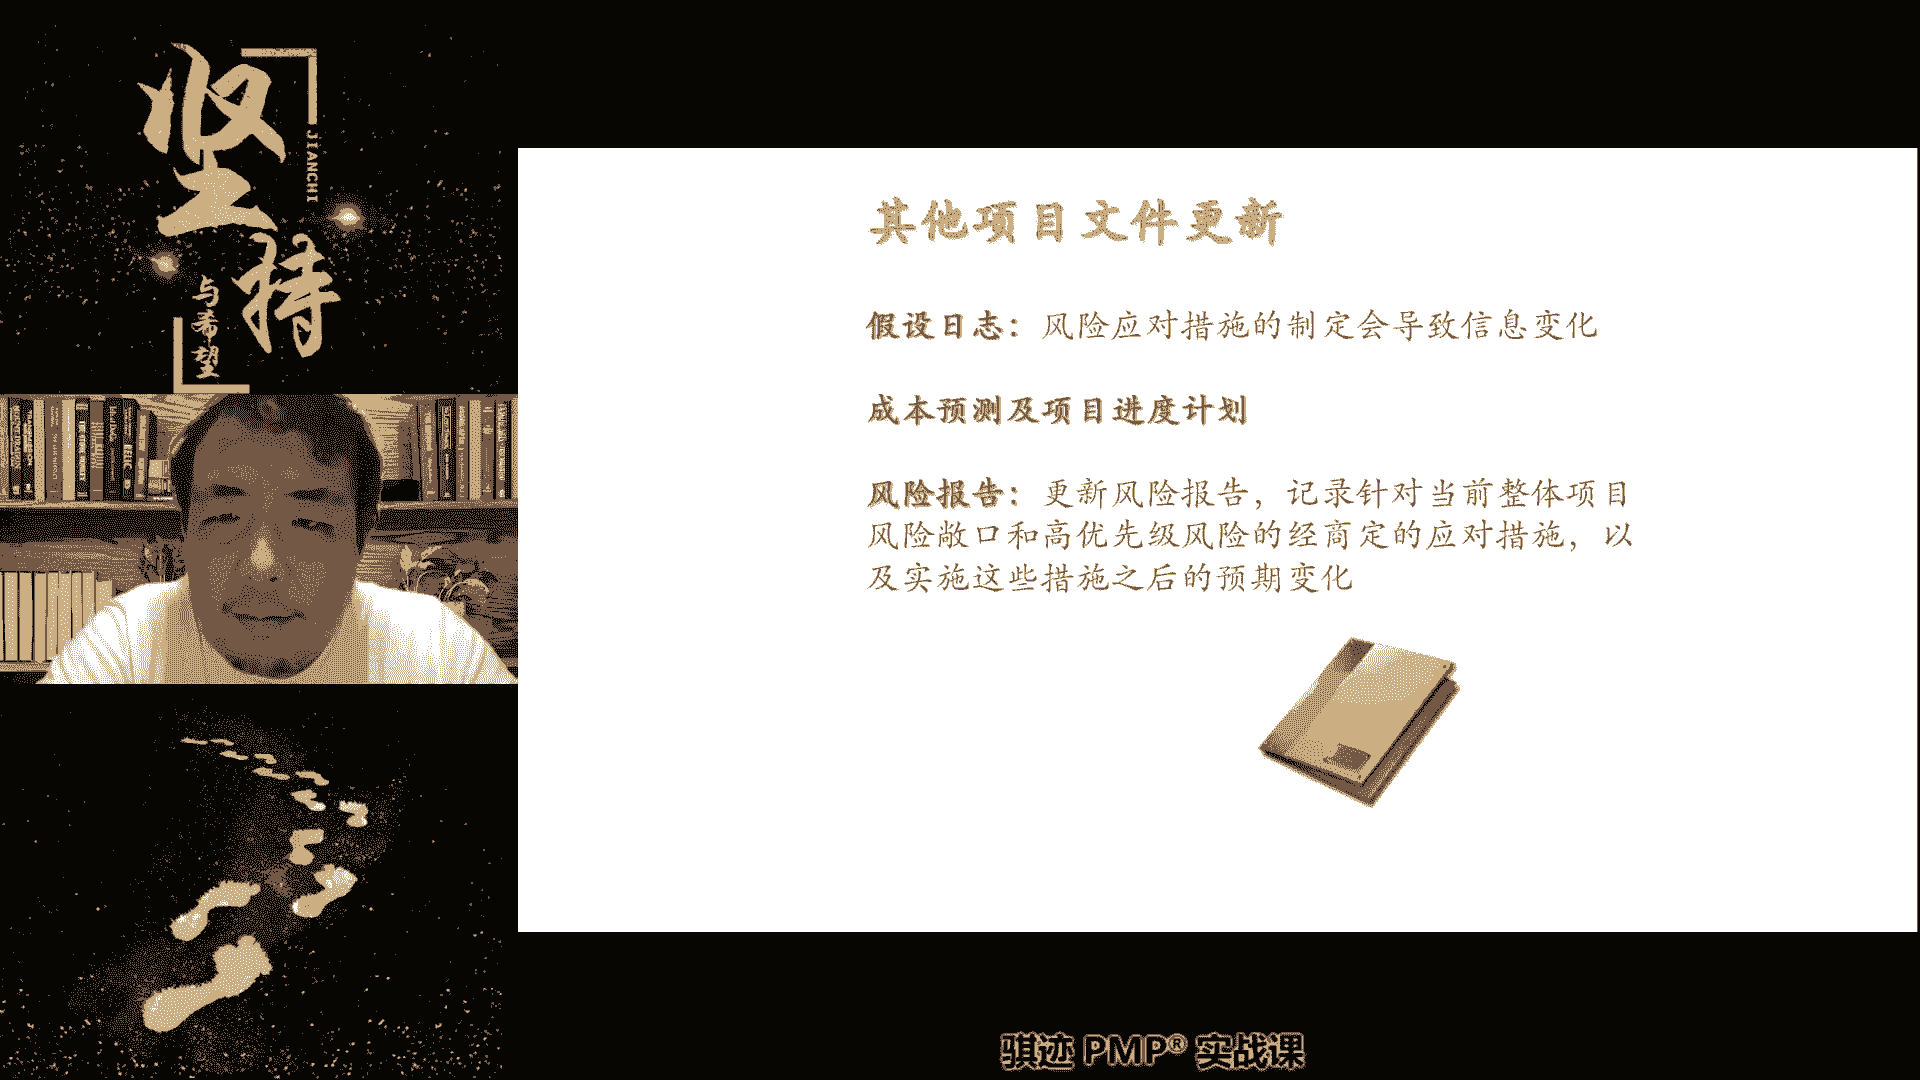 坚持
JIANCHI
与希望
其他项目文件更新
假设日志：风险应对措施的制定会导致信息变化
成本预测及项目进度计划
风险报告：更新风险报告，记录针对当前整体项目
风险敞口和高优先级风险的经商定的应对措施，以
及实施这些措施之后的预期变化
骐迹 PMP® 实战课